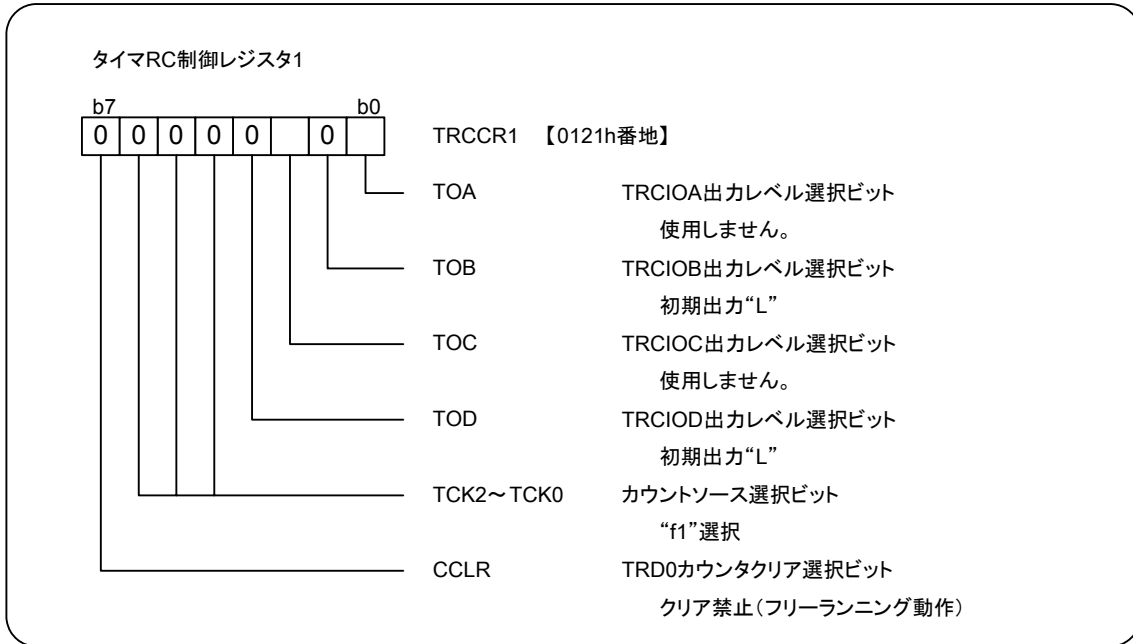 タイマRC制御レジスタ1
b7 b0
0 0 0 0 0 0
TRCCR1 【0121h番地】
TOA TRCIOA出力レベル選択ビット
使用しません。
TOB TRCIOB出力レベル選択ビット
初期出力“L”
TOC TRCIOC出力レベル選択ビット
使用しません。
TOD TRCIOD出力レベル選択ビット
初期出力“L”
TCK2～TCK0 カウントソース選択ビット
“f1”選択
CCLR TRD0カウンタクリア選択ビット
クリア禁止（フリーランニング動作）